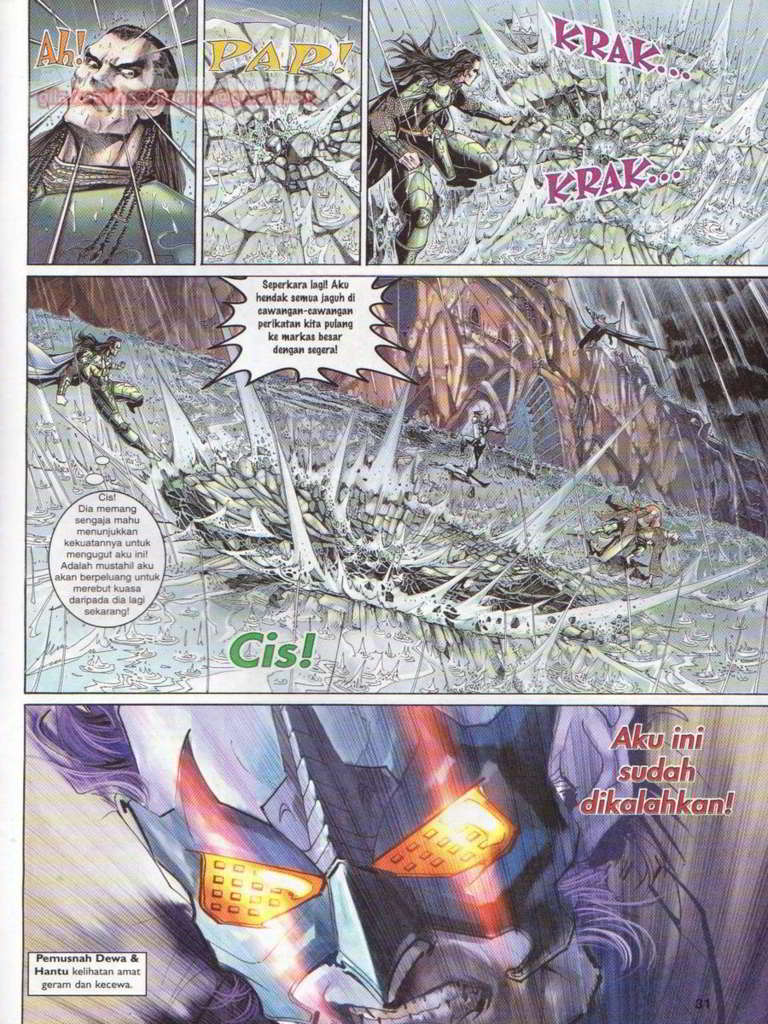 Ah!
PAP!
KRAK...
KRAK...
Seperkara lagi! Aku
hendak semua jaguh di
cawangan-cawangan
perikatan kita pulang
ke markas besar
dengan segera!
Cis!
Dia memang
sengaja mahu
menunjukkan
kekuatannya untuk
mengugut aku ini!
Adalah mustahil aku
akan berpeluang untuk
merebut kuasa
daripada dia lagi
sekarang!
Cis!
Aku ini
sudah
dikalahkan!
Pemusnah Dewa &
Hantu kelihatan amat
geram dan kecewa.
31